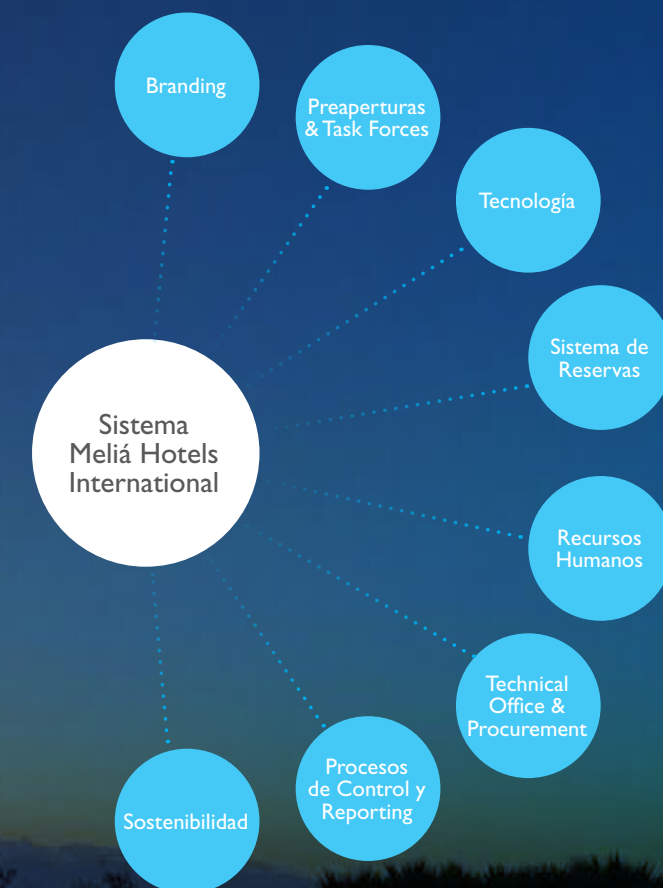 Branding
Preaperturas
& Task Forces
Tecnología
Sistema de
Reservas
Sistema
Meliá Hotels
International
Recursos
Humanos
Technical
Office &
Procurement
Procesos
de Control y
Reporting
Sostenibilidad